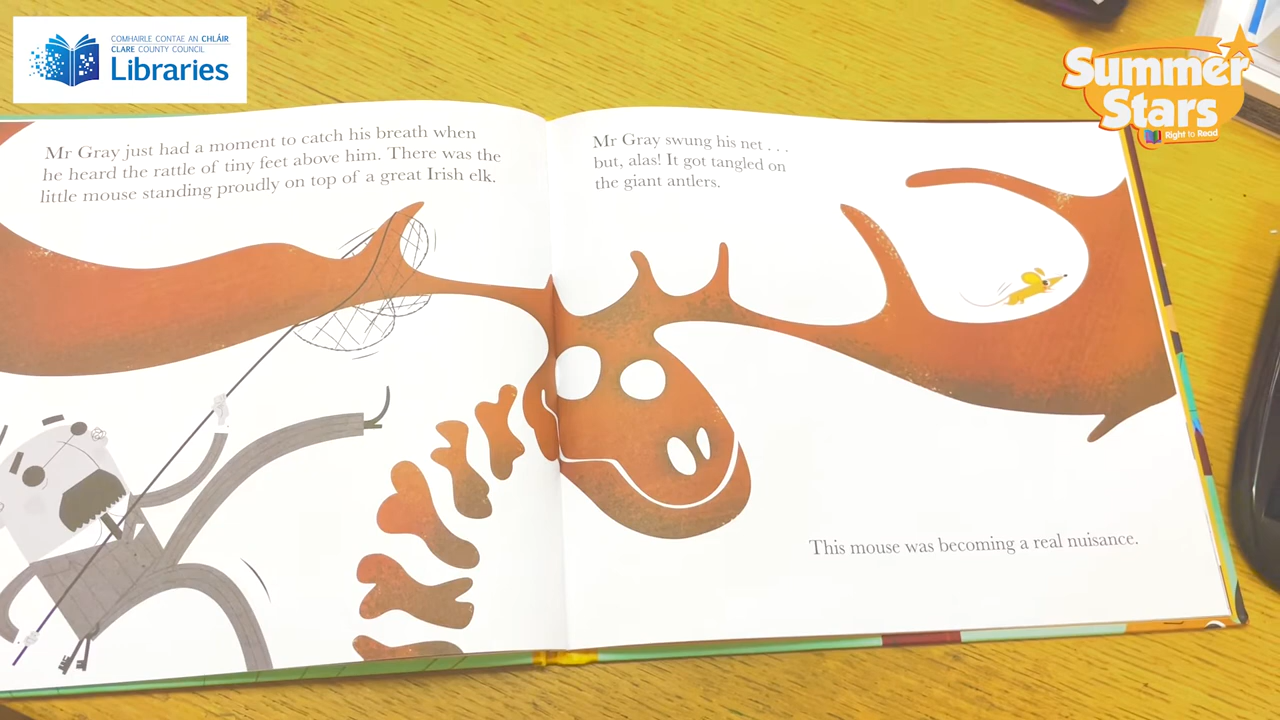 COMHAIRLE CONTAE AN CHLÁIR
CLARE COUNTY COUNCIL
Libraries
Summer
Stars
Right to Read
Mr Gray just had a moment to catch his breath when
he heard the rattle of tiny feet above him. There was the
little mouse standing proudly on top of a great Irish elk.
Mr Gray swung his net . . .
but, alas! It got tangled on
the giant antlers.
This mouse was becoming a real nuisance.